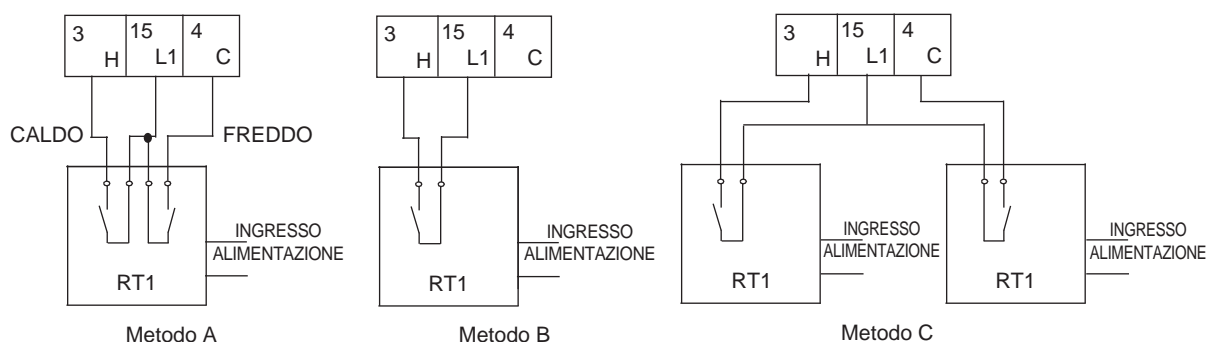 3 15 4
H L1 C
CALDO FREDDO
INGRESSO
ALIMENTAZIONE
RT1
Metodo A
3 15 4
H L1 C
INGRESSO
ALIMENTAZIONE
RT1
Metodo B
3 15 4
H L1 C
INGRESSO
ALIMENTAZIONE
RT1
INGRESSO
ALIMENTAZIONE
RT1
Metodo C